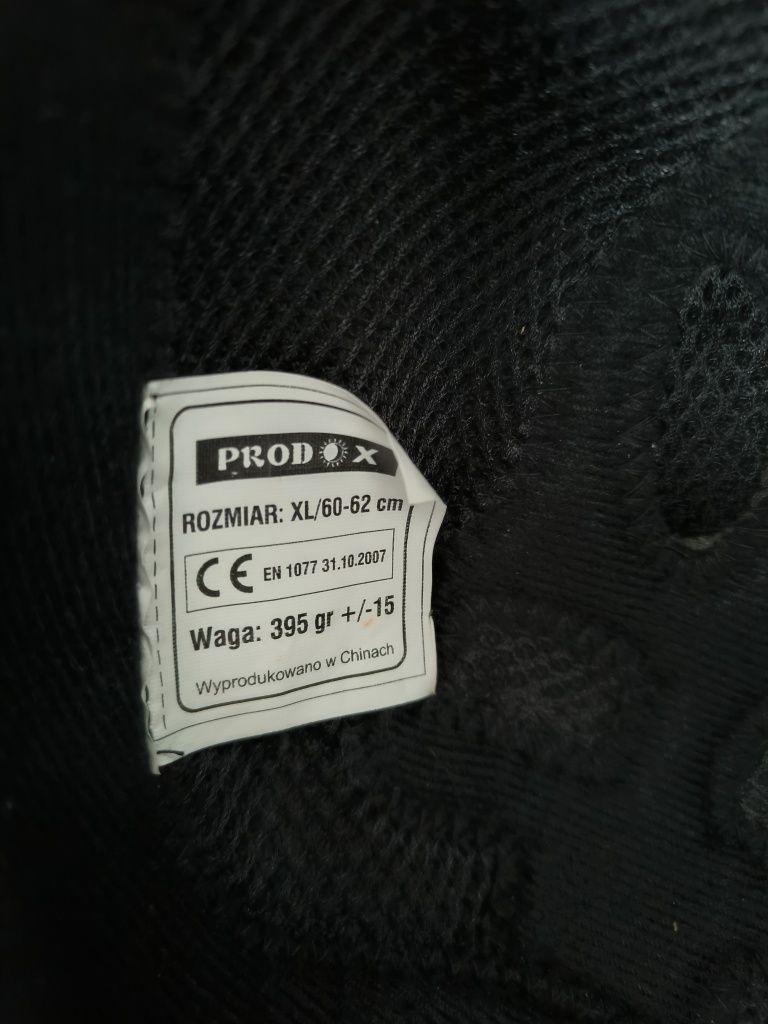 PRODOX
ROZMIAR: XL/60-62 cm
CE EN 1077 31.10.2007
Waga: 395 gr +/-15
Wyprodukowano w Chinach